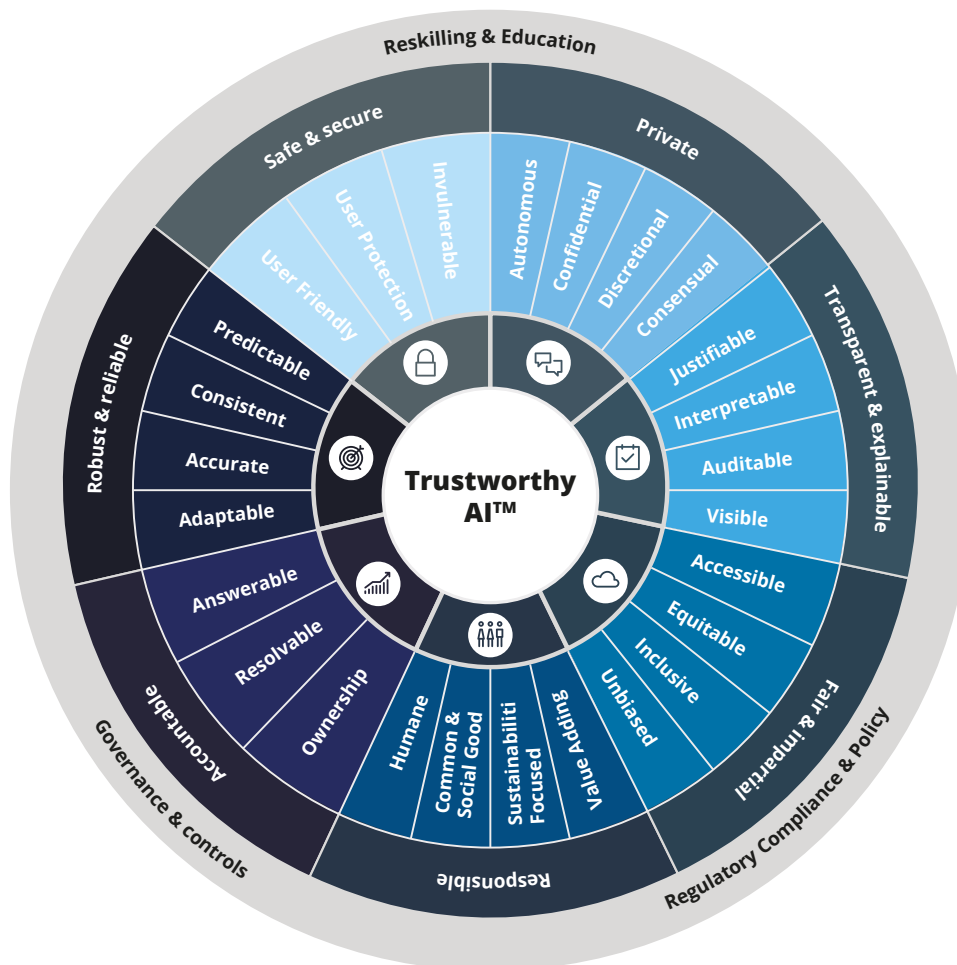 Reskilling & Education
Safe & secure
Private
Transparent & explainable
Fair & impartial
Responsible
Accountable
Robust & reliable
Invulnerable
User Protection
User Friendly
Autonomous
Confidential
Discretional
Consensual
Justifiable
Interpretable
Auditable
Visible
Accessible
Equitable
Inclusive
Unbiased
Value Adding
Sustainabiliti
Focused
Common &
Social Good
Humane
Ownership
Resolvable
Answerable
Adaptable
Accurate
Consistent
Predictable
Trustworthy
AI™
Governance & controls
Regulatory Compliance & Policy